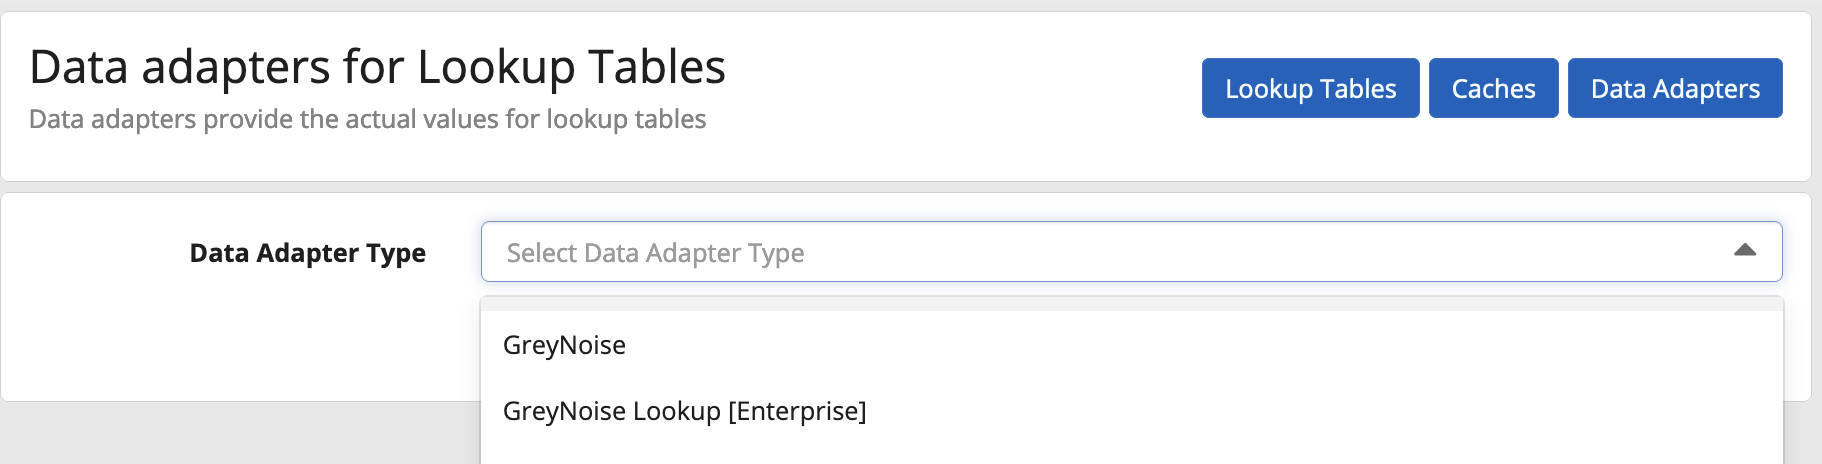 Data adapters for Lookup Tables
Data adapters provide the actual values for lookup tables
Lookup Tables
Caches
Data Adapters
Data Adapter Type
Select Data Adapter Type
GreyNoise
GreyNoise Lookup [Enterprise]